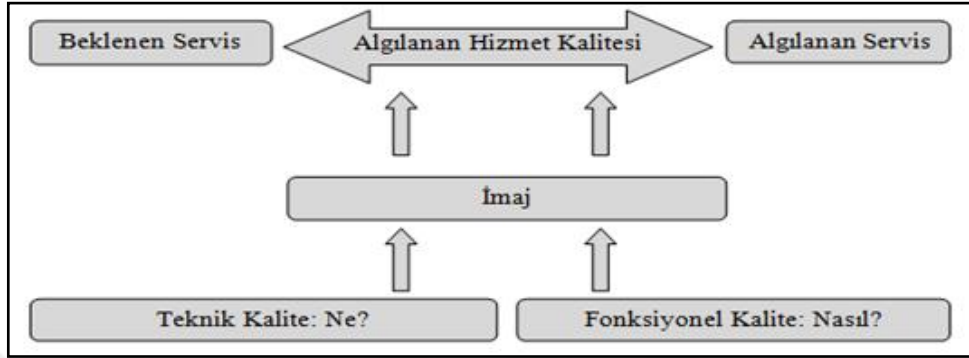 Beklenen Servis
Algılanan Hizmet Kalitesi
Algılanan Servis
İmaj
Teknik Kalite: Ne?
Fonksiyonel Kalite: Nasıl?